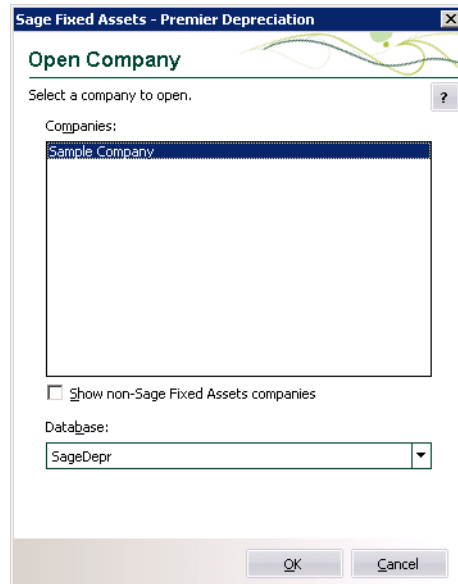 Sage Fixed Assets - Premier Depreciation
Open Company
Select a company to open.
?
Companies:
Sample Company
Show non-Sage Fixed Assets companies
Database:
SageDepr
OK
Cancel